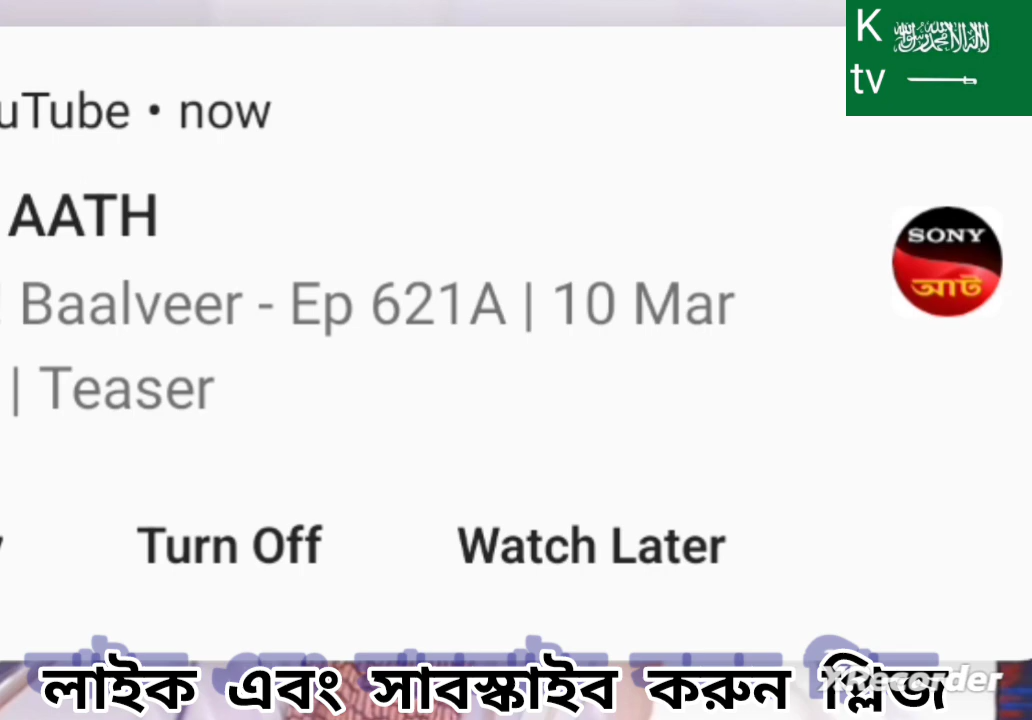 K
tv
uTube • now
AATH
Baalveer - Ep 621A | 10 Mar
| Teaser
SONY
আট
Turn Off
Watch Later
লাইক এবং সাবস্কাইব করুন প্লিজ
XRecorder